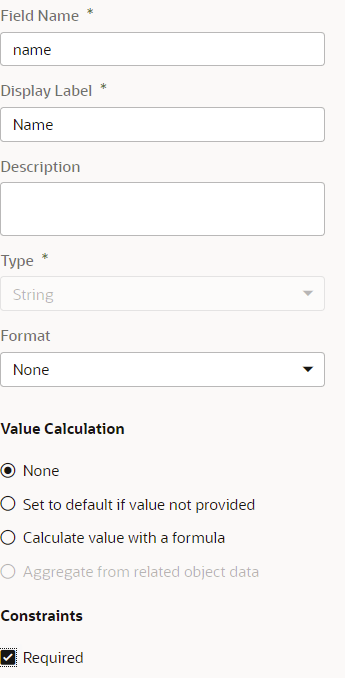 Field Name *
name
Display Label *
Name
Description
Type *
String
Format
None
Value Calculation
None
Set to default if value not provided
Calculate value with a formula
Aggregate from related object data
Constraints
Required